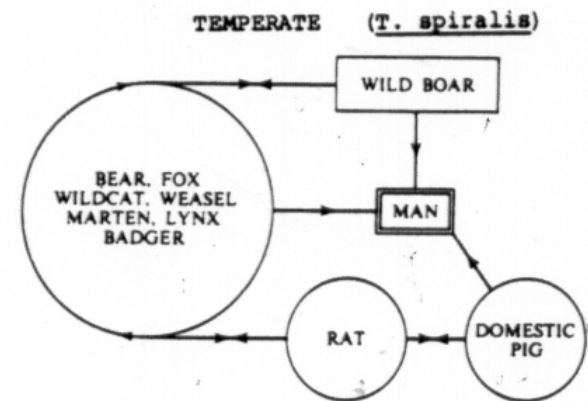 TEMPERATE (T. spiralis)
WILD BOAR
BEAR, FOX
WILDCAT, WEASEL
MARTEN, LYNX
BADGER
MAN
RAT
DOMESTIC
PIG